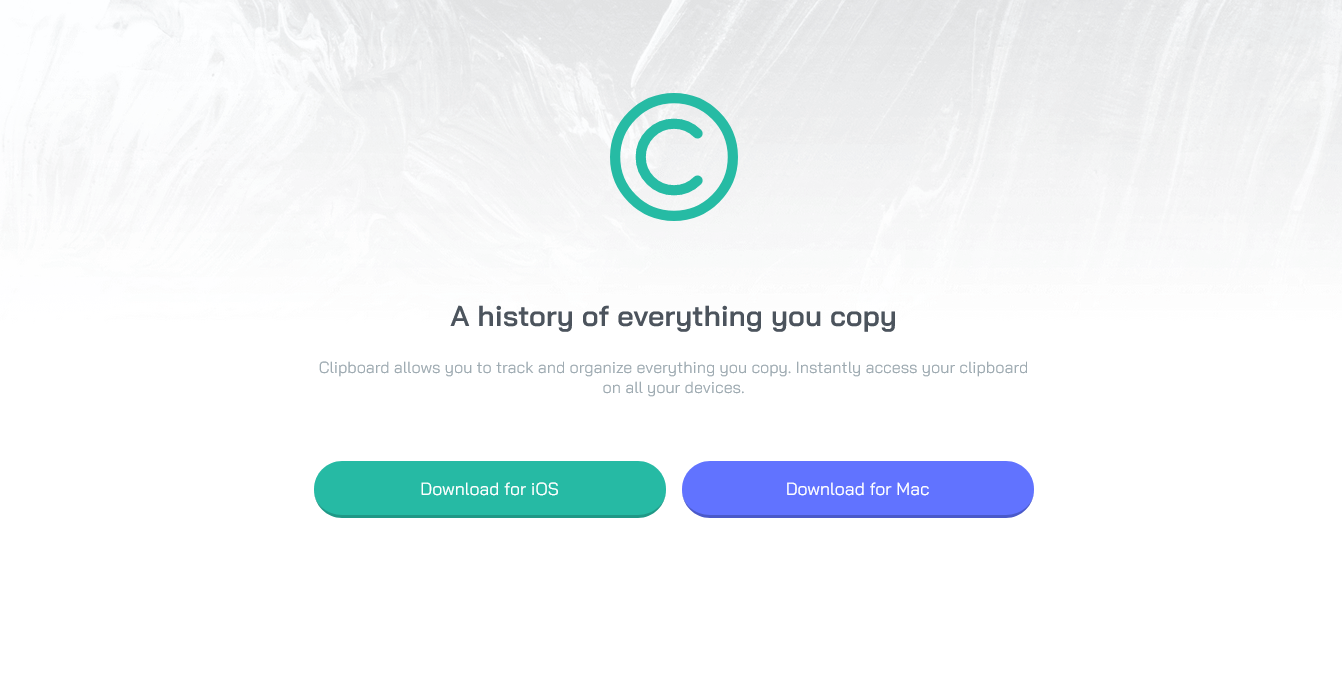 A history of everything you copy
Clipboard allows you to track and organize everything you copy. Instantly access your clipboard
on all your devices.
Download for iOS
Download for Mac